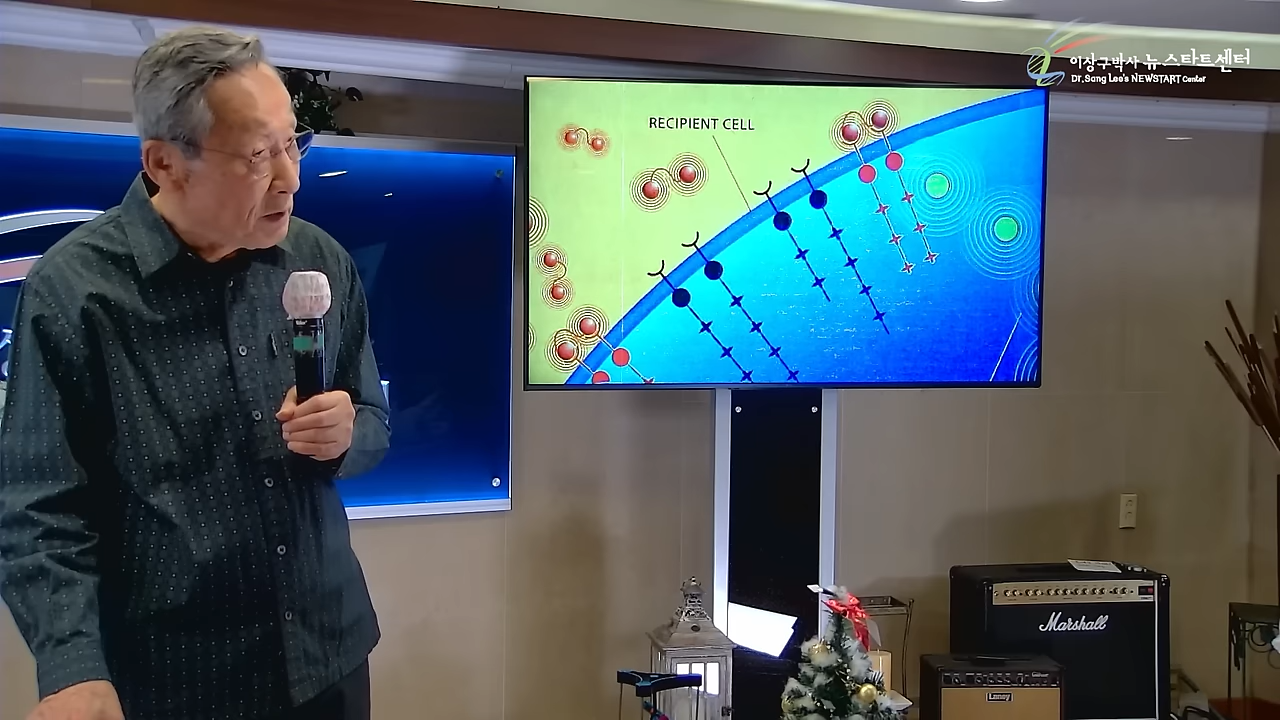 이상구박사 뉴스타트센터
Dr. Sang Lee's NEWSTART Center
RECIPIENT CELL
Marshall
Laney